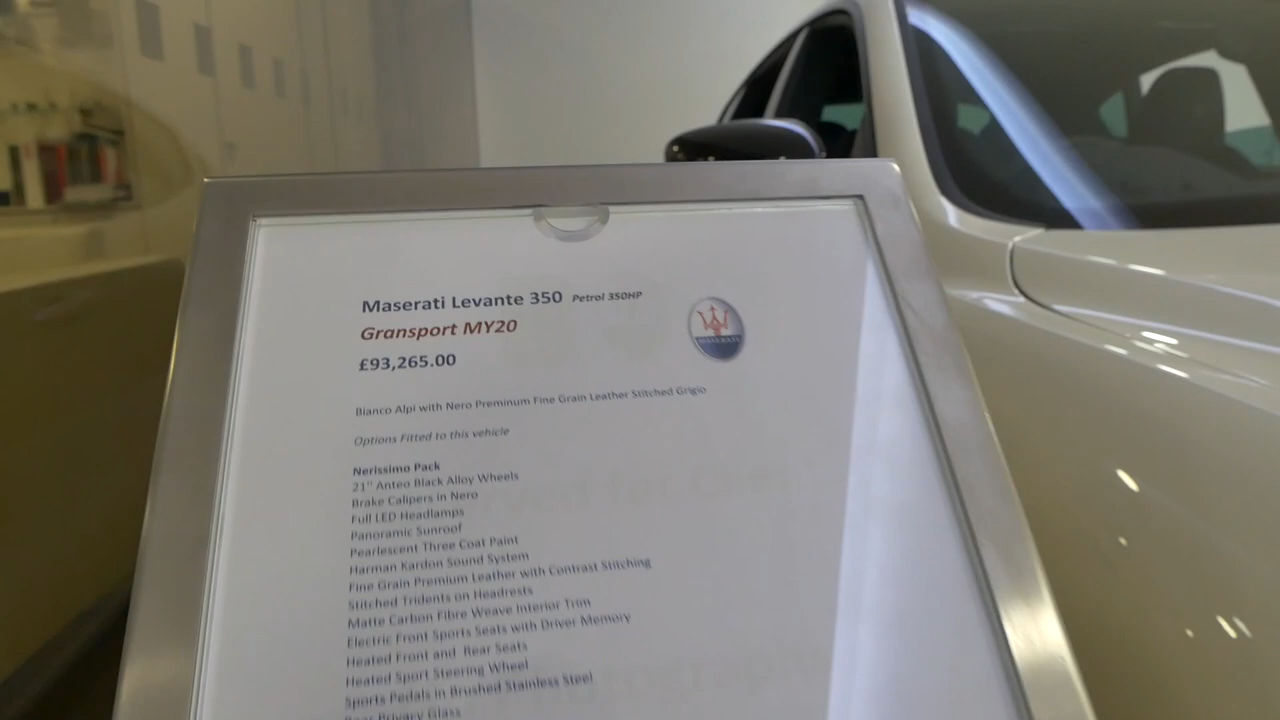 Maserati Levante 350 Petrol 350HP
Gransport MY20
£93,265.00
MASERATI
Bianco Alpi with Nero Preminum Fine Grain Leather Stitched Grigio
Options Fitted to this vehicle
Nerissimo Pack
21" Anteo Black Alloy Wheels
Brake Calipers in Nero
Full LED Headlamps
Panoramic Sunroof
Pearlescent Three Coat Paint
Harman Kardon Sound System
Fine Grain Premium Leather with Contrast Stitching
Stitched Tridents on Headrests
Matte Carbon Fibre Weave Interior Trim
Electric Front Sports Seats with Driver Memory
Heated Front and Rear Seats
Heated Sport Steering Wheel
Sports Pedals in Brushed Stainless Steel
Rear Privacy Glass